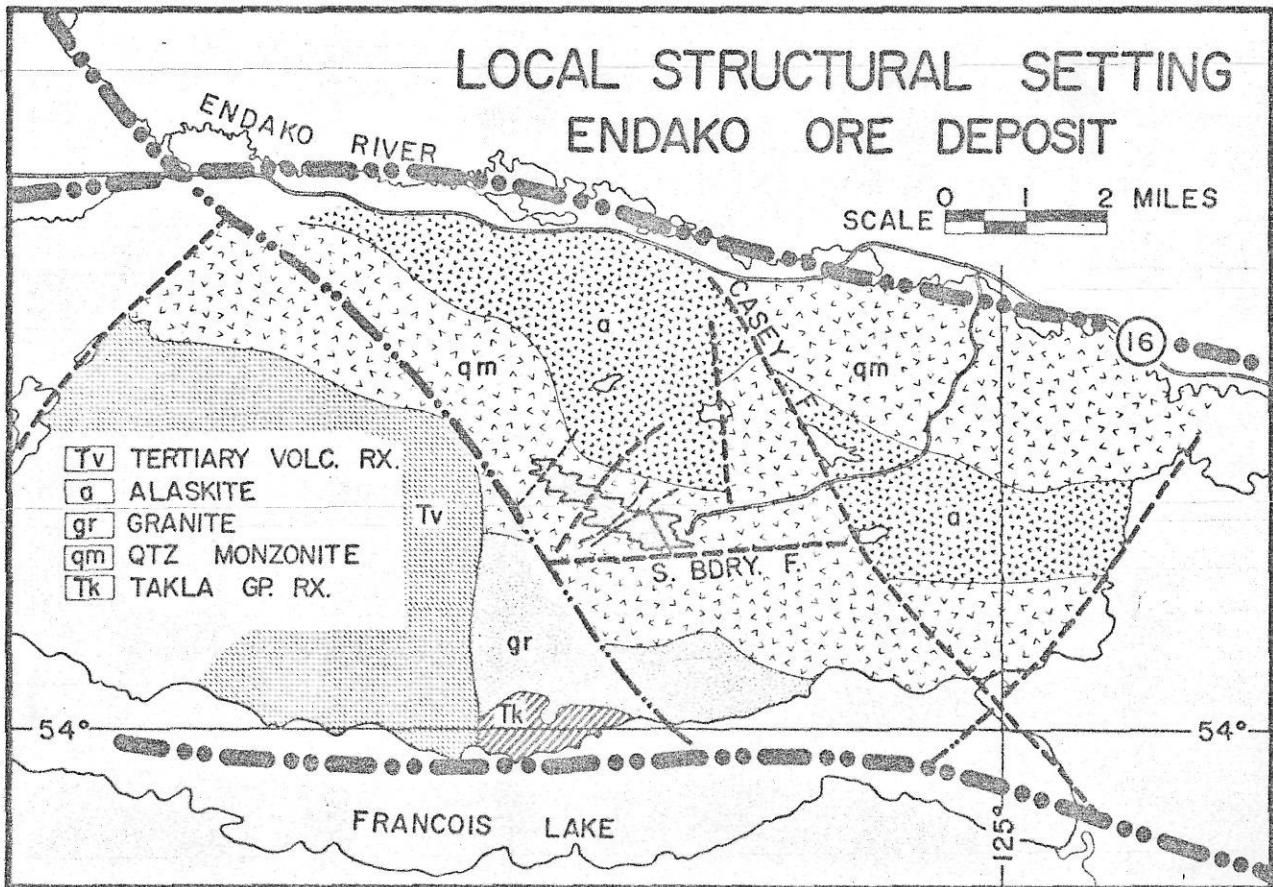 LOCAL STRUCTURAL SETTING
ENDAKO ORE DEPOSIT
ENDAKO RIVER
SCALE 0 1 2 MILES
16
CASEY F.
a
qm
qm
Tv TERTIARY VOLC. RX.
a ALASKITE
gr GRANITE
qm QTZ MONZONITE
Tk TAKLA GP. RX.
Tv
a
S. BDRY. F.
gr
Tk
54°
54°
125°
FRANCOIS LAKE